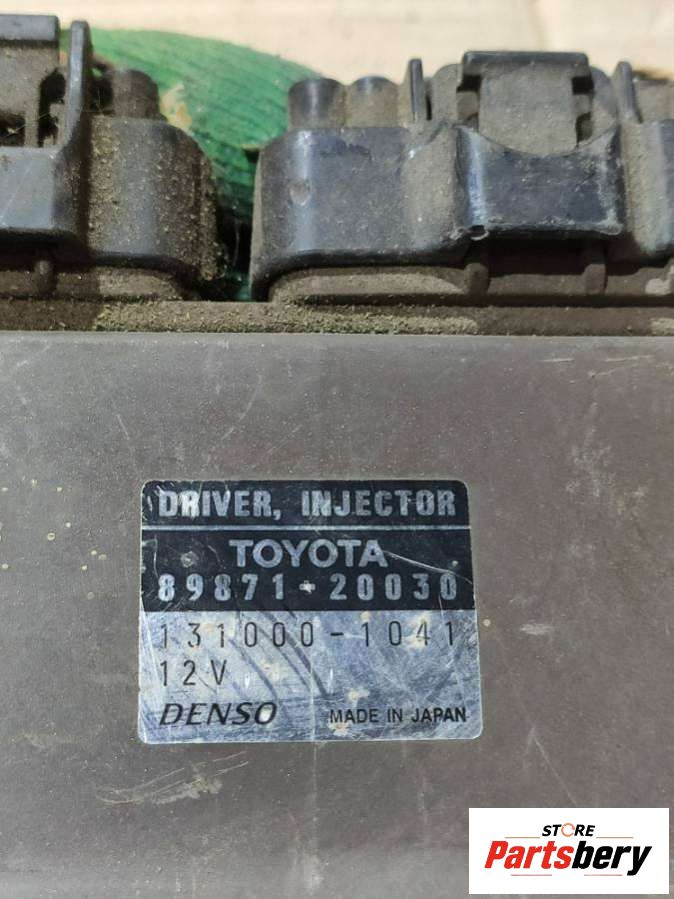 DRIVER, INJECTOR
TOYOTA
89871-20030
131000-1041
12V
DENSO MADE IN JAPAN
STORE
Partsbery